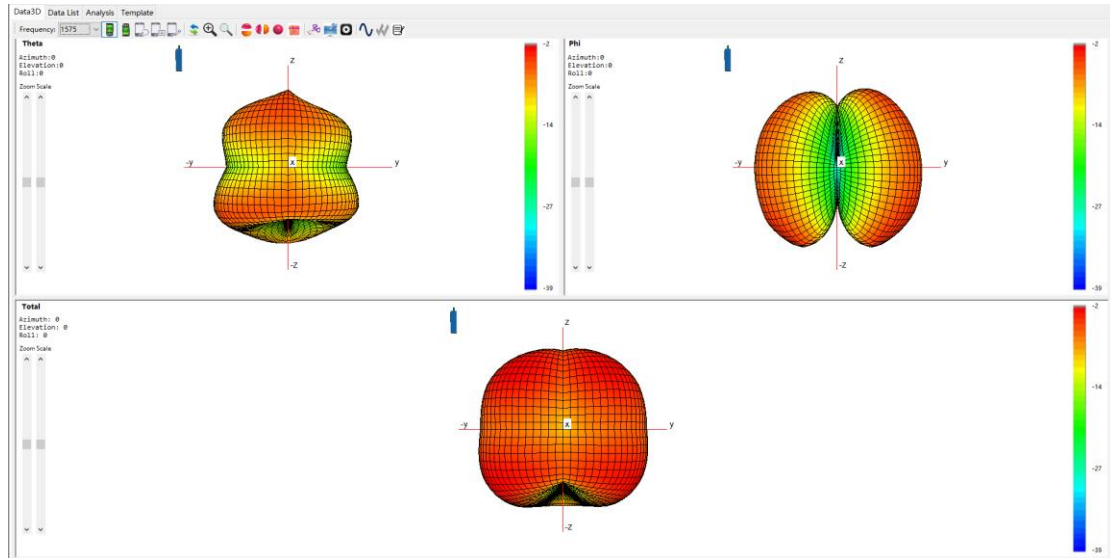 Data3D Data List Analysis Template
Frequency: 1575
Theta
Azimuth:0
Elevation:0
Roll:0
Zoom Scale
z
-y
x
y
-Z
-2
-14
-27
-39
Phi
Azimuth:0
Elevation:0
Roll:0
Zoom Scale
z
-y
x
y
-Z
-2
-14
-27
-39
Total
Azimuth: 0
Elevation: 0
Roll: 0
Zoom Scale
z
-y
x
y
-Z
-2
-14
-27
-39